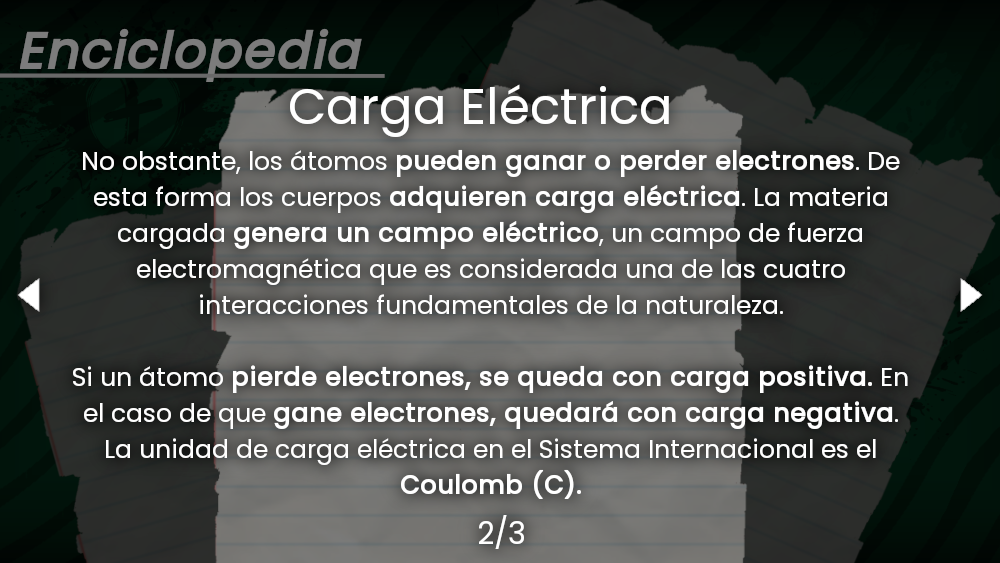 Enciclopedia
Carga Eléctrica
No obstante, los átomos pueden ganar o perder electrones. De
esta forma los cuerpos adquieren carga eléctrica. La materia
cargada genera un campo eléctrico, un campo de fuerza
electromagnética que es considerada una de las cuatro
interacciones fundamentales de la naturaleza.
Si un átomo pierde electrones, se queda con carga positiva. En
el caso de que gane electrones, quedará con carga negativa.
La unidad de carga eléctrica en el Sistema Internacional es el
Coulomb (C).
2/3